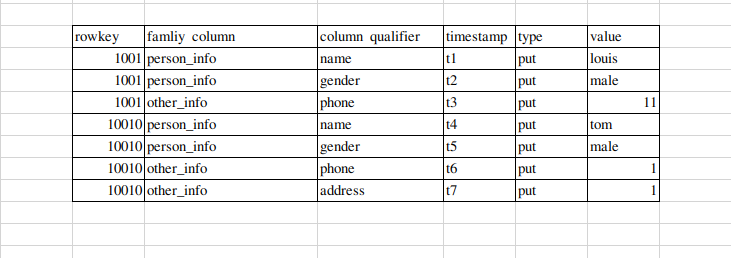 rowkey famliy column column qualifier timestamp type value
1001 person_info name t1 put louis
1001 person_info gender t2 put male
1001 other_info phone t3 put 11
10010 person_info name t4 put tom
10010 person_info gender t5 put male
10010 other_info phone t6 put 1
10010 other_info address t7 put 1